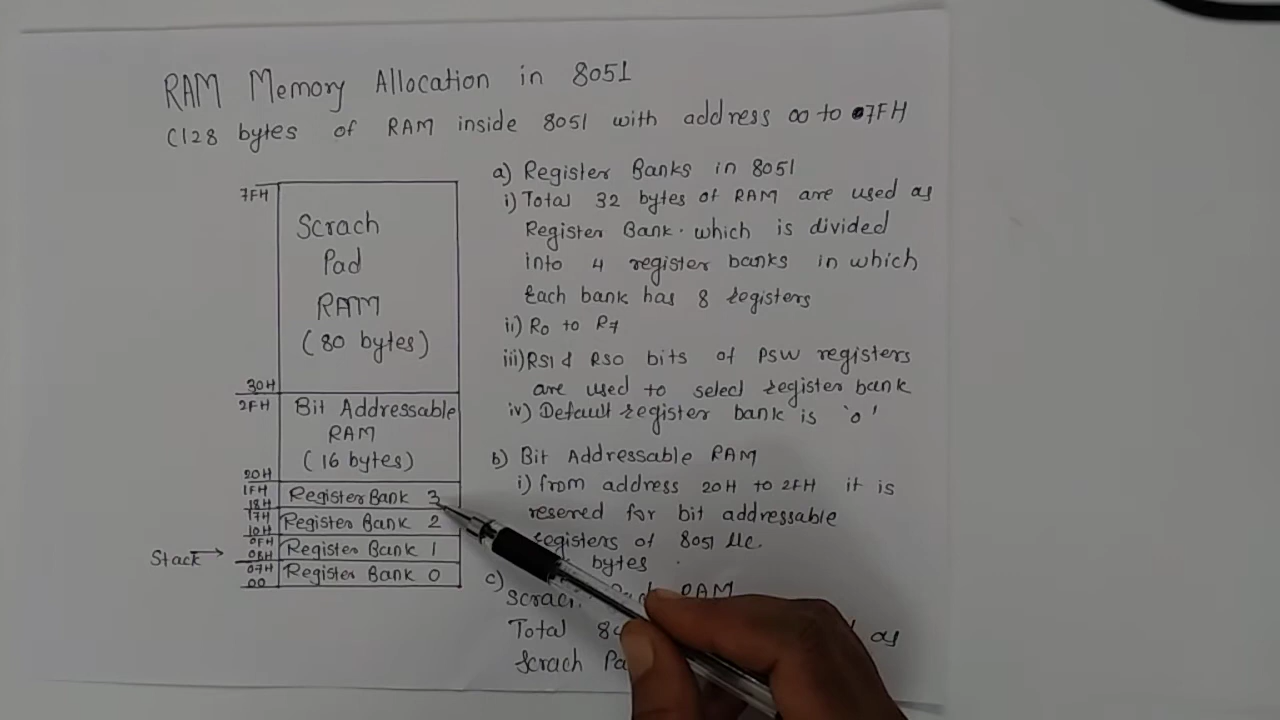 RAM Memory Allocation in 8051
(128 bytes of RAM inside 8051 with address 00 to 07FH
7FH
Scrach
Pad
RAM
(80 bytes)
30H
2FH
Bit Addressable
RAM
(16 bytes)
20H
1FH
Register Bank 3
18H
17H
Register Bank 2
10H
0FH
Register Bank 1
Stack
08H
07H
Register Bank 0
00
a) Register Banks in 8051
i) Total 32 bytes of RAM are used as
Register Bank. which is divided
into 4 register banks in which
Each bank has 8 registers
ii) R0 to R7
iii) RS1 & RS0 bits of PSW registers
are used to select register bank
iv) Default register bank is '0'
b) Bit Addressable RAM
i) from address 20H to 2FH it is
reserved for bit addressable
registers of 8051 μc.
bytes
c)
RAM
Total
as
Scrach